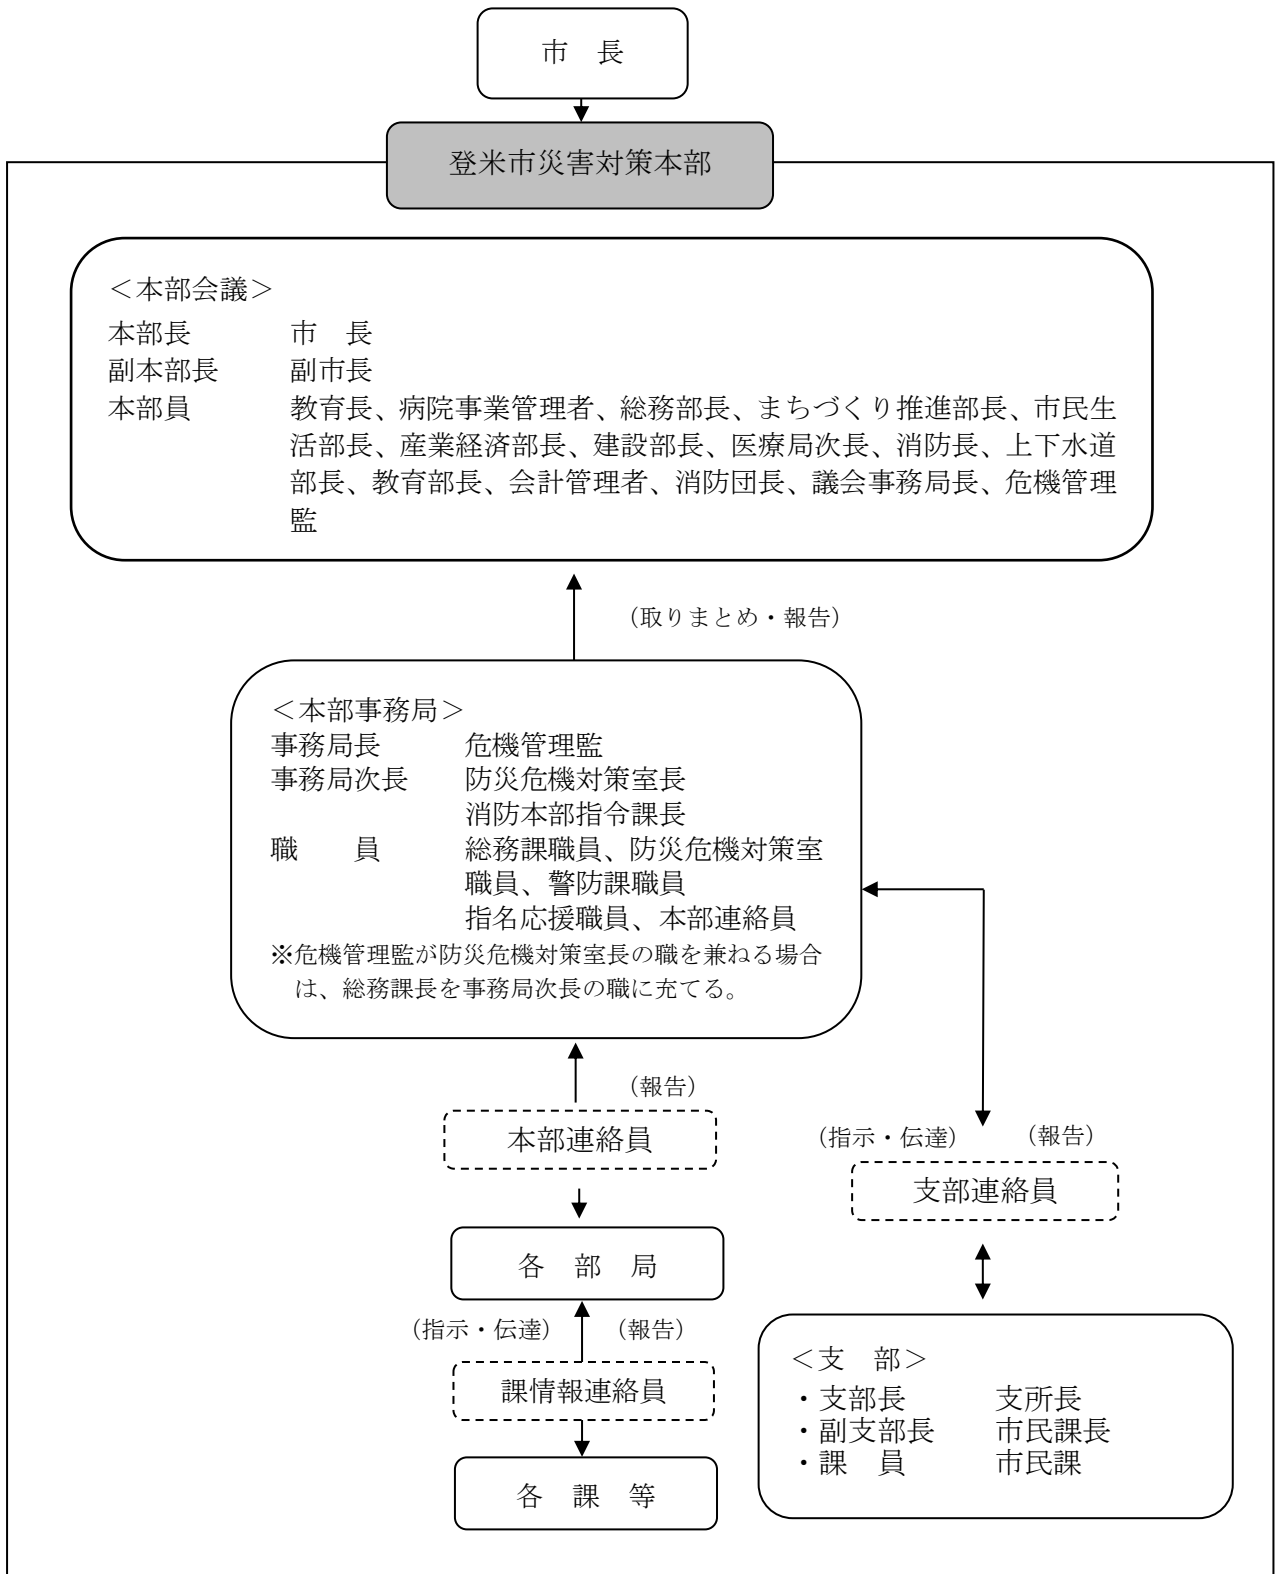 市　長
登米市災害対策本部
＜本部会議＞
本部長　市　長
副本部長　副市長
本部員　教育長、病院事業管理者、総務部長、まちづくり推進部長、市民生
活部長、産業経済部長、建設部長、医療局次長、消防長、上下水道
部長、教育部長、会計管理者、消防団長、議会事務局長、危機管理
監
（取りまとめ・報告）
＜本部事務局＞
事務局長　危機管理監
事務局次長　防災危機対策室長
消防本部指令課長
職　員　総務課職員、防災危機対策室
職員、警防課職員
指名応援職員、本部連絡員
※危機管理監が防災危機対策室長の職を兼ねる場合
は、総務課長を事務局次長の職に充てる。
（報告）
本部連絡員
各　部　局
（指示・伝達）　（報告）
課情報連絡員
各　課　等
（指示・伝達）　（報告）
支部連絡員
＜支　部＞
・支部長　支所長
・副支部長　市民課長
・課　員　市民課